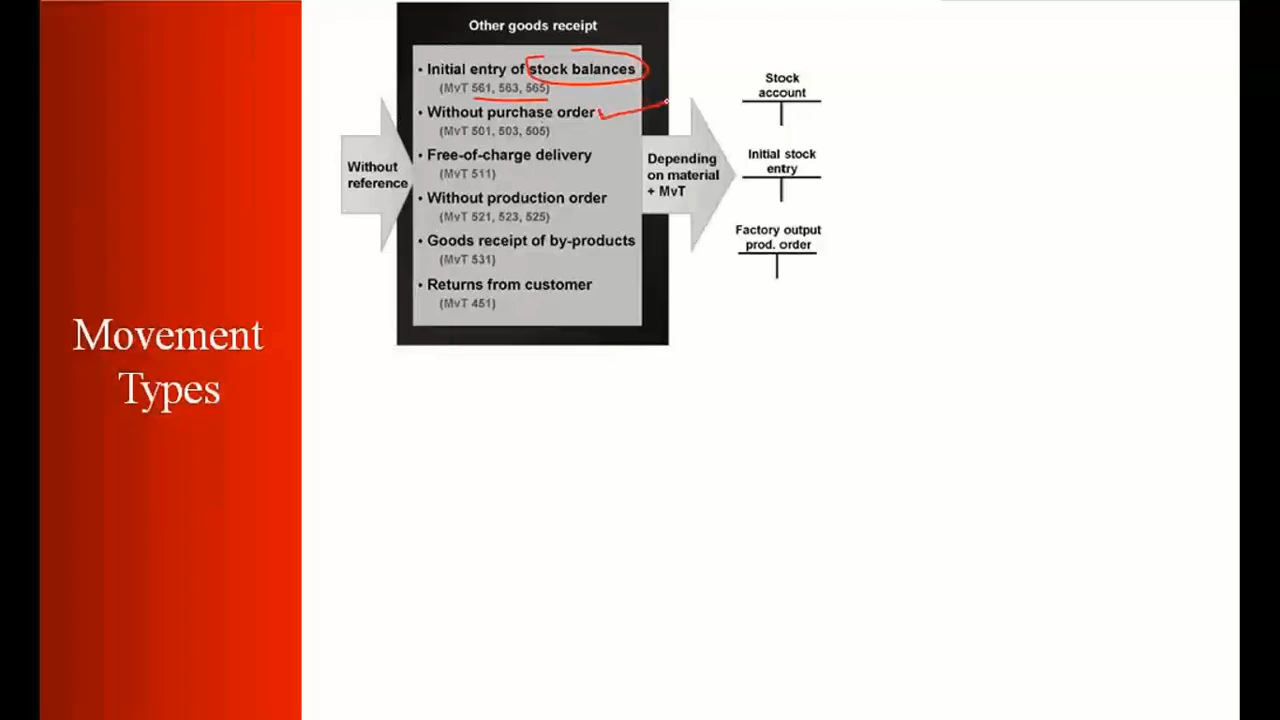 Movement
Types
Other goods receipt
• Initial entry of stock balances
(MvT 561, 563, 565)
• Without purchase order
(MvT 501, 503, 505)
• Free-of-charge delivery
(MvT 511)
• Without production order
(MvT 521, 523, 525)
• Goods receipt of by-products
(MvT 531)
• Returns from customer
(MvT 451)
Without
reference
Depending
on material
+ MvT
Stock
account
Initial stock
entry
Factory output
prod. order